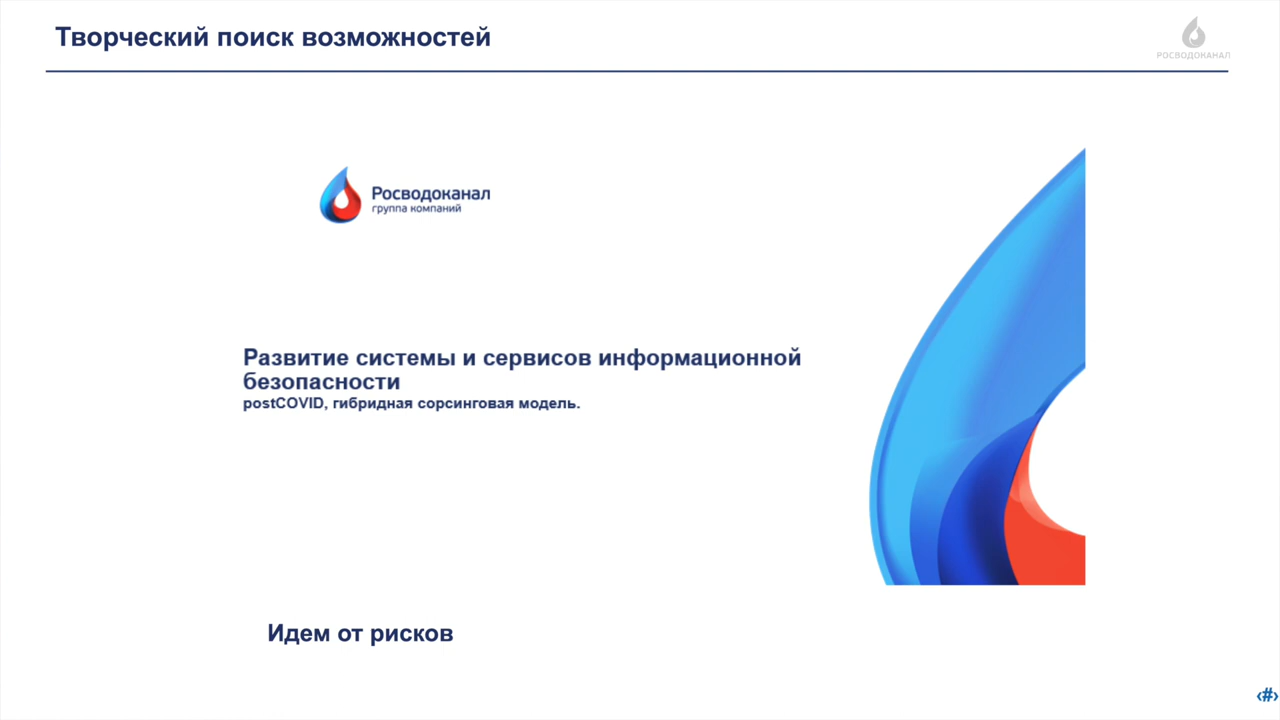 Творческий поиск возможностей
РОСВОДОКАНАЛ
Росводоканал
группа компаний
Развитие системы и сервисов информационной
безопасности
postCOVID, гибридная сорсинговая модель.
Идем от рисков
‹#›